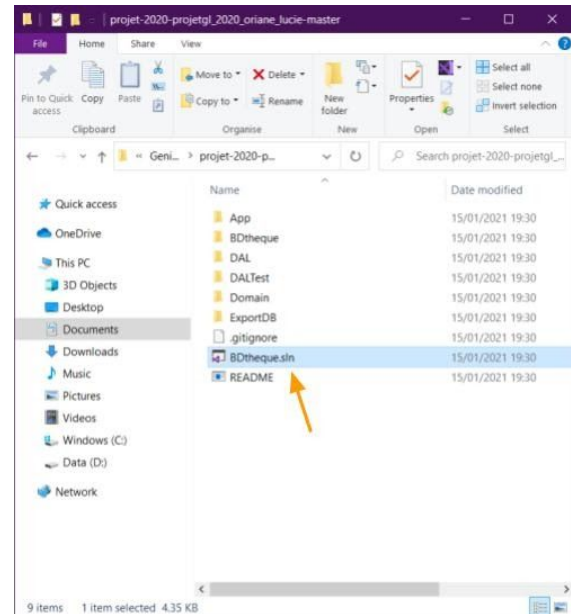 projet-2020-projetgl_2020_oriane_lucie-master
File Home Share View
Pin to Quick access
Copy
Paste
Move to
Copy to
Delete
Rename
New folder
Properties
Select all
Select none
Invert selection
Clipboard Organise New Open Select
« Geni... > projet-2020-p... Search projet-2020-projetgl_...
Name Date modified
Quick access
OneDrive
This PC
3D Objects
Desktop
Documents
Downloads
Music
Pictures
Videos
Windows (C:)
Data (D:)
Network
App 15/01/2021 19:30
BDtheque 15/01/2021 19:30
DAL 15/01/2021 19:30
DALTest 15/01/2021 19:30
Domain 15/01/2021 19:30
ExportDB 15/01/2021 19:30
.gitignore 15/01/2021 19:30
BDtheque.sln 15/01/2021 19:30
README 15/01/2021 19:30
9 items 1 item selected 4.35 KB